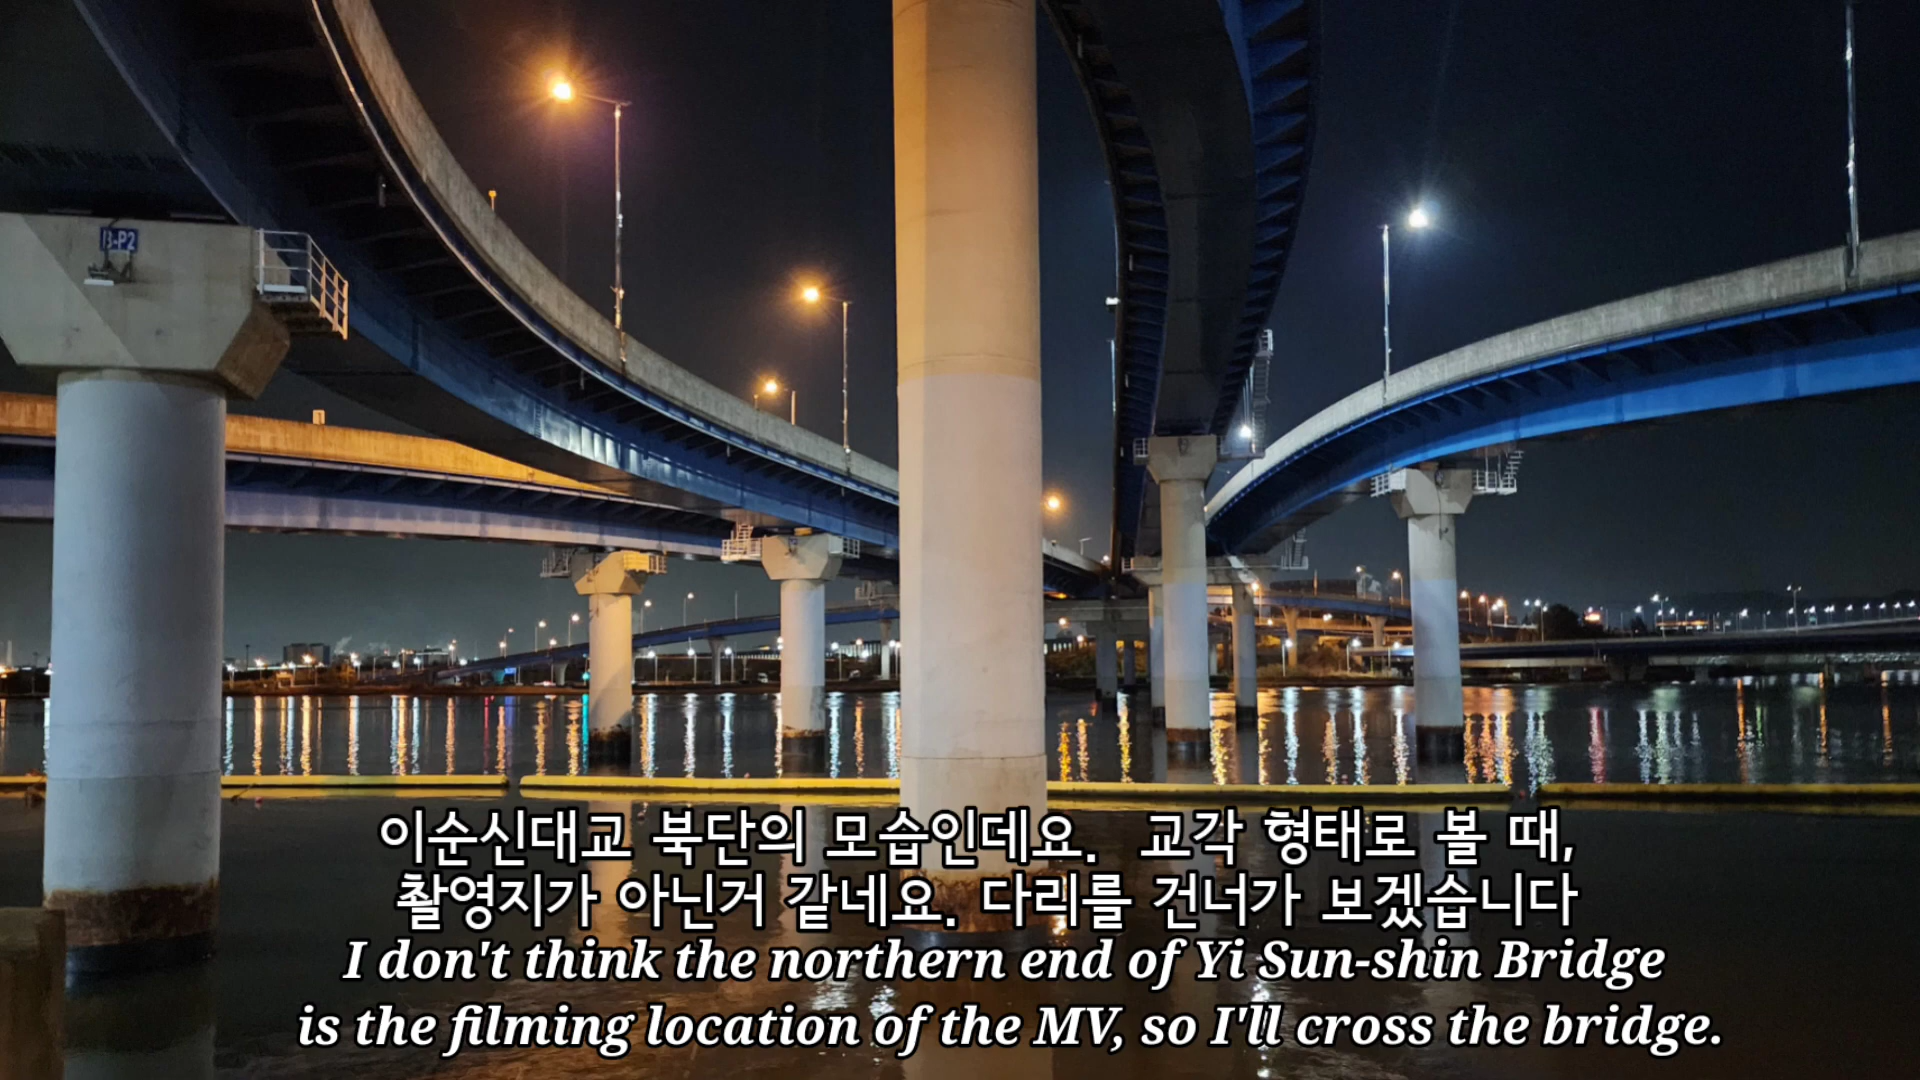 B-P2
이순신대교 북단의 모습인데요. 교각 형태로 볼 때,
촬영지가 아닌거 같네요. 다리를 건너가 보겠습니다
I don't think the northern end of Yi Sun-shin Bridge
is the filming location of the MV, so I'll cross the bridge.